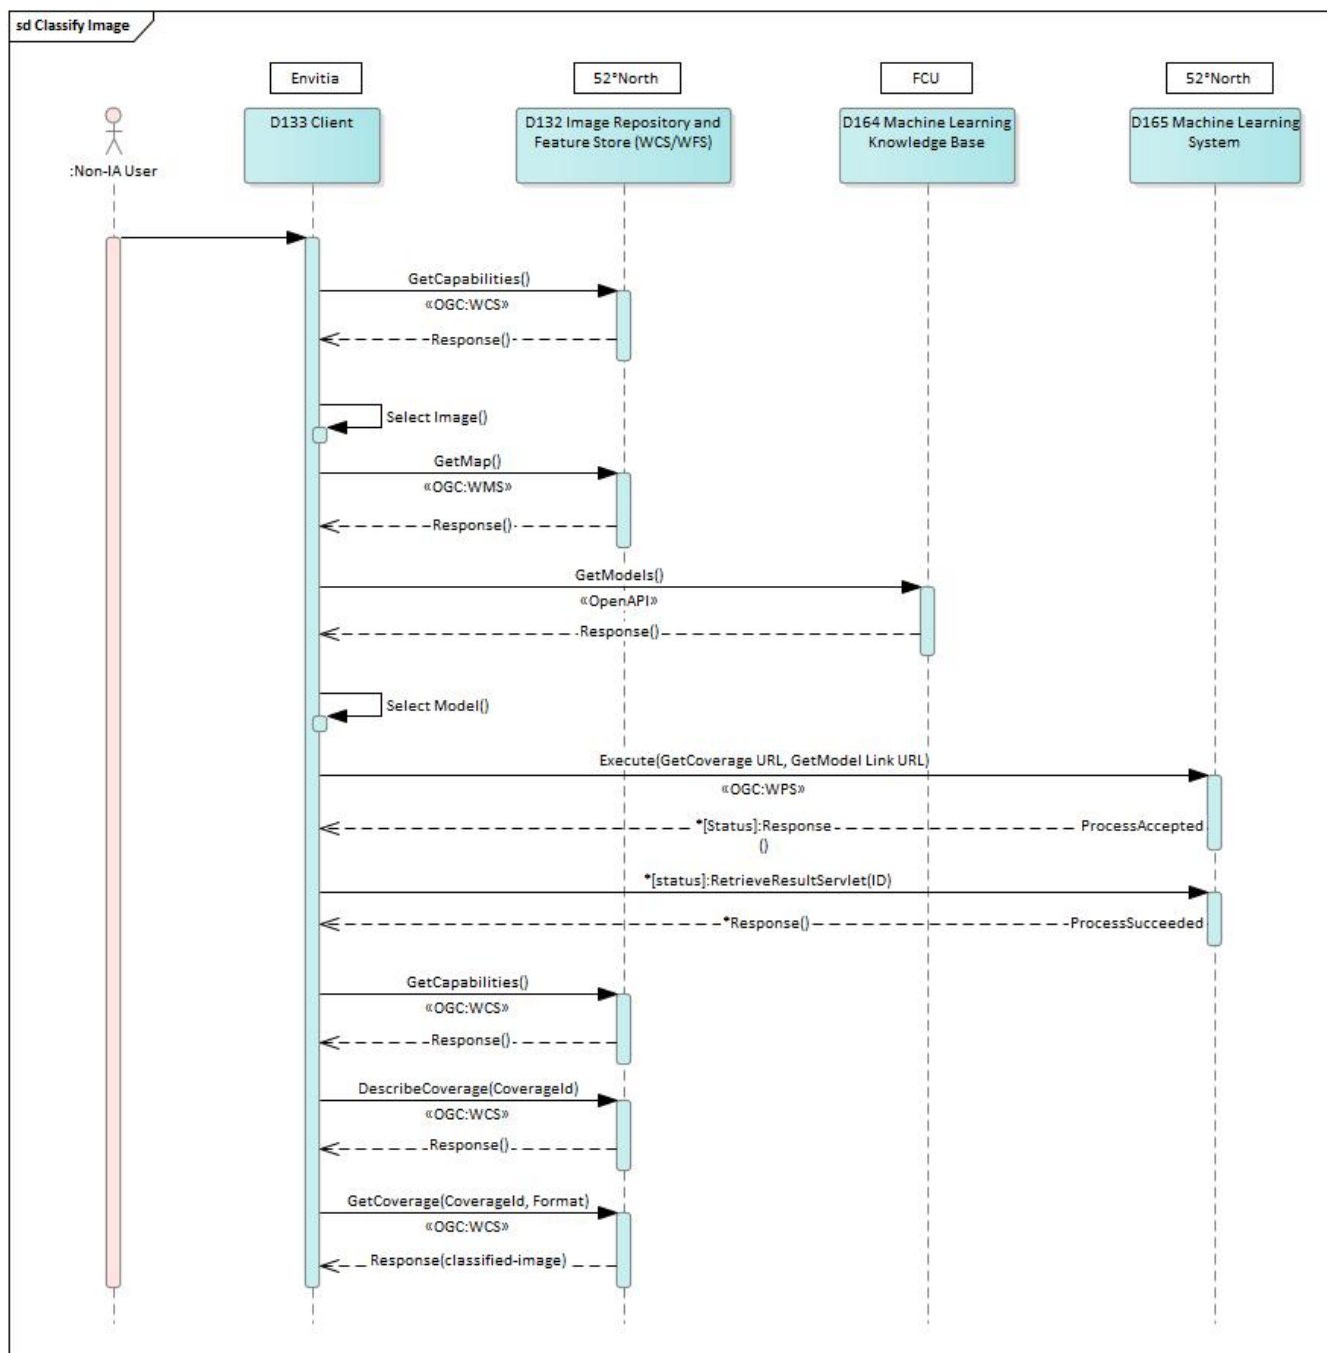 sd Classify Image
Envitia
52°North
FCU
52°North
:Non-IA User
D133 Client
D132 Image Repository and
Feature Store (WCS/WFS)
D164 Machine Learning
Knowledge Base
D165 Machine Learning
System
GetCapabilities()
«OGC:WCS»
Response()
Select Image()
GetMap()
«OGC:WMS»
Response()
GetModels()
«OpenAPI»
Response()
Select Model()
Execute(GetCoverage URL, GetModel Link URL)
«OGC:WPS»
*[Status]:Response
()
ProcessAccepted
*[status]:RetrieveResultServlet(ID)
*Response()
ProcessSucceeded
GetCapabilities()
«OGC:WCS»
Response()
DescribeCoverage(CoverageId)
«OGC:WCS»
Response()
GetCoverage(CoverageId, Format)
«OGC:WCS»
Response(classified-image)